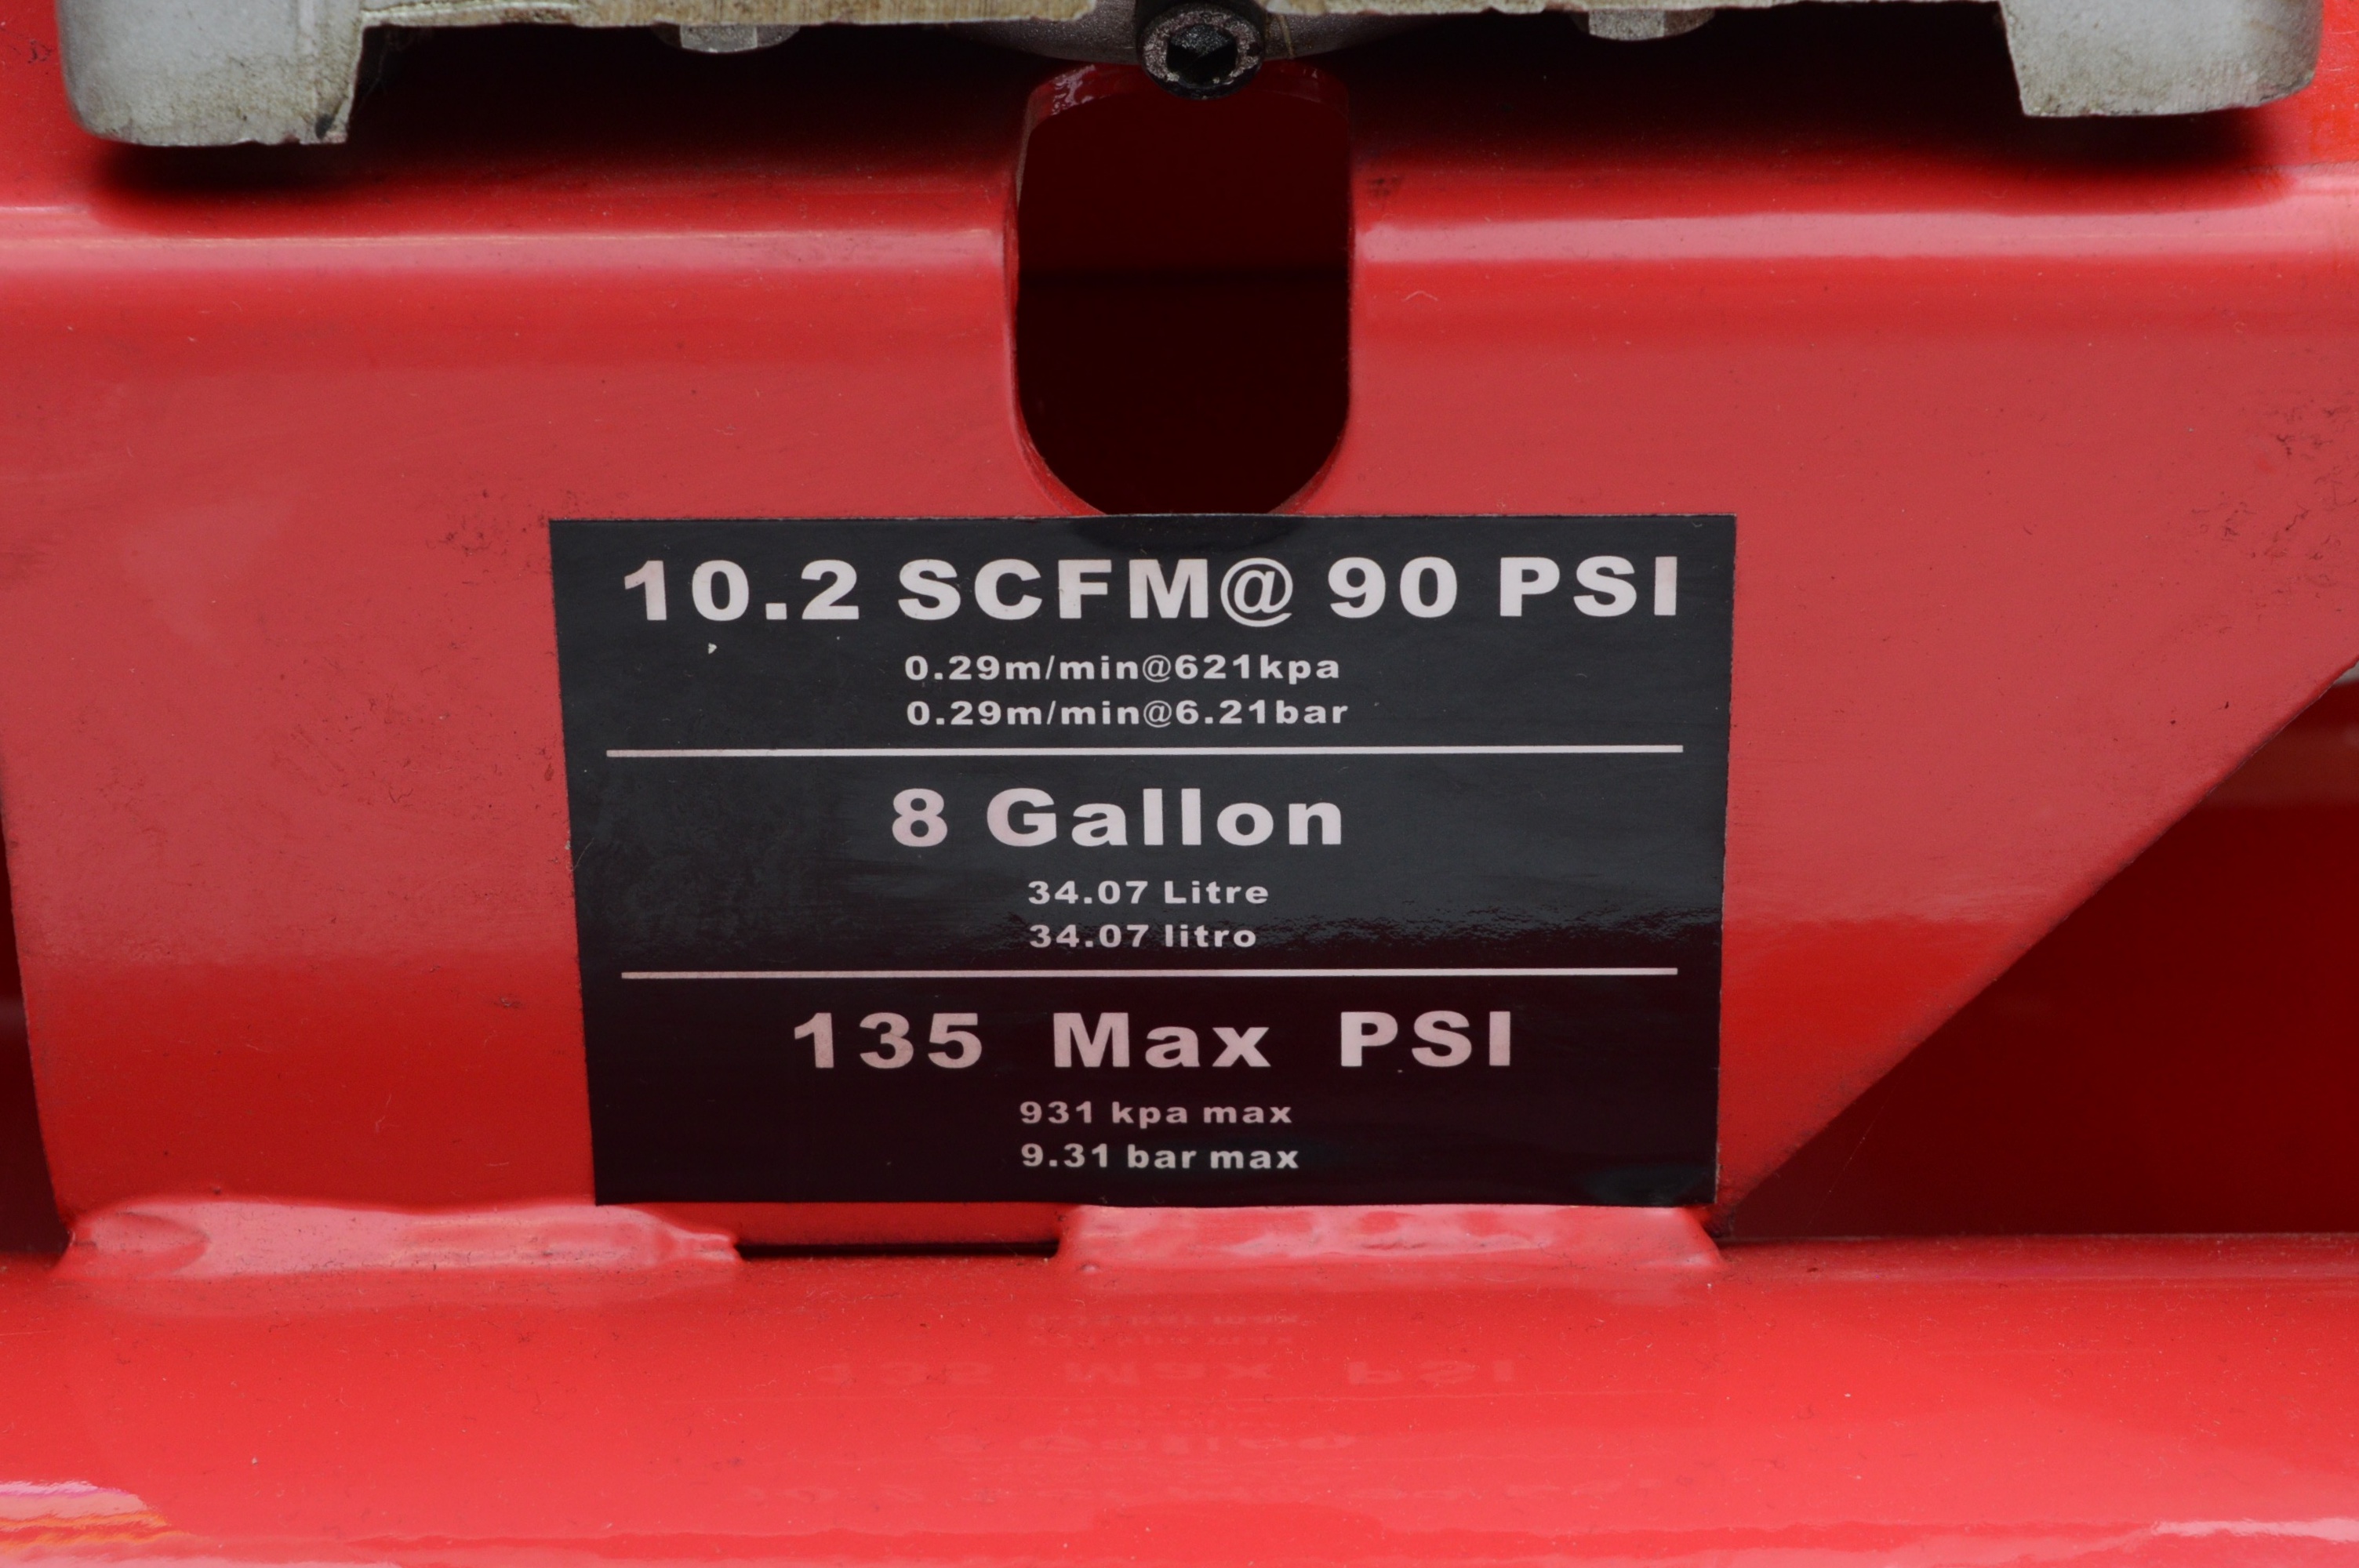 10.2 SCFM@ 90 PSI
0.29m/min@621kpa
0.29m/min@6.21bar
8 Gallon
34.07 Litre
34.07 litro
135 Max PSI
931 kpa max
9.31 bar max